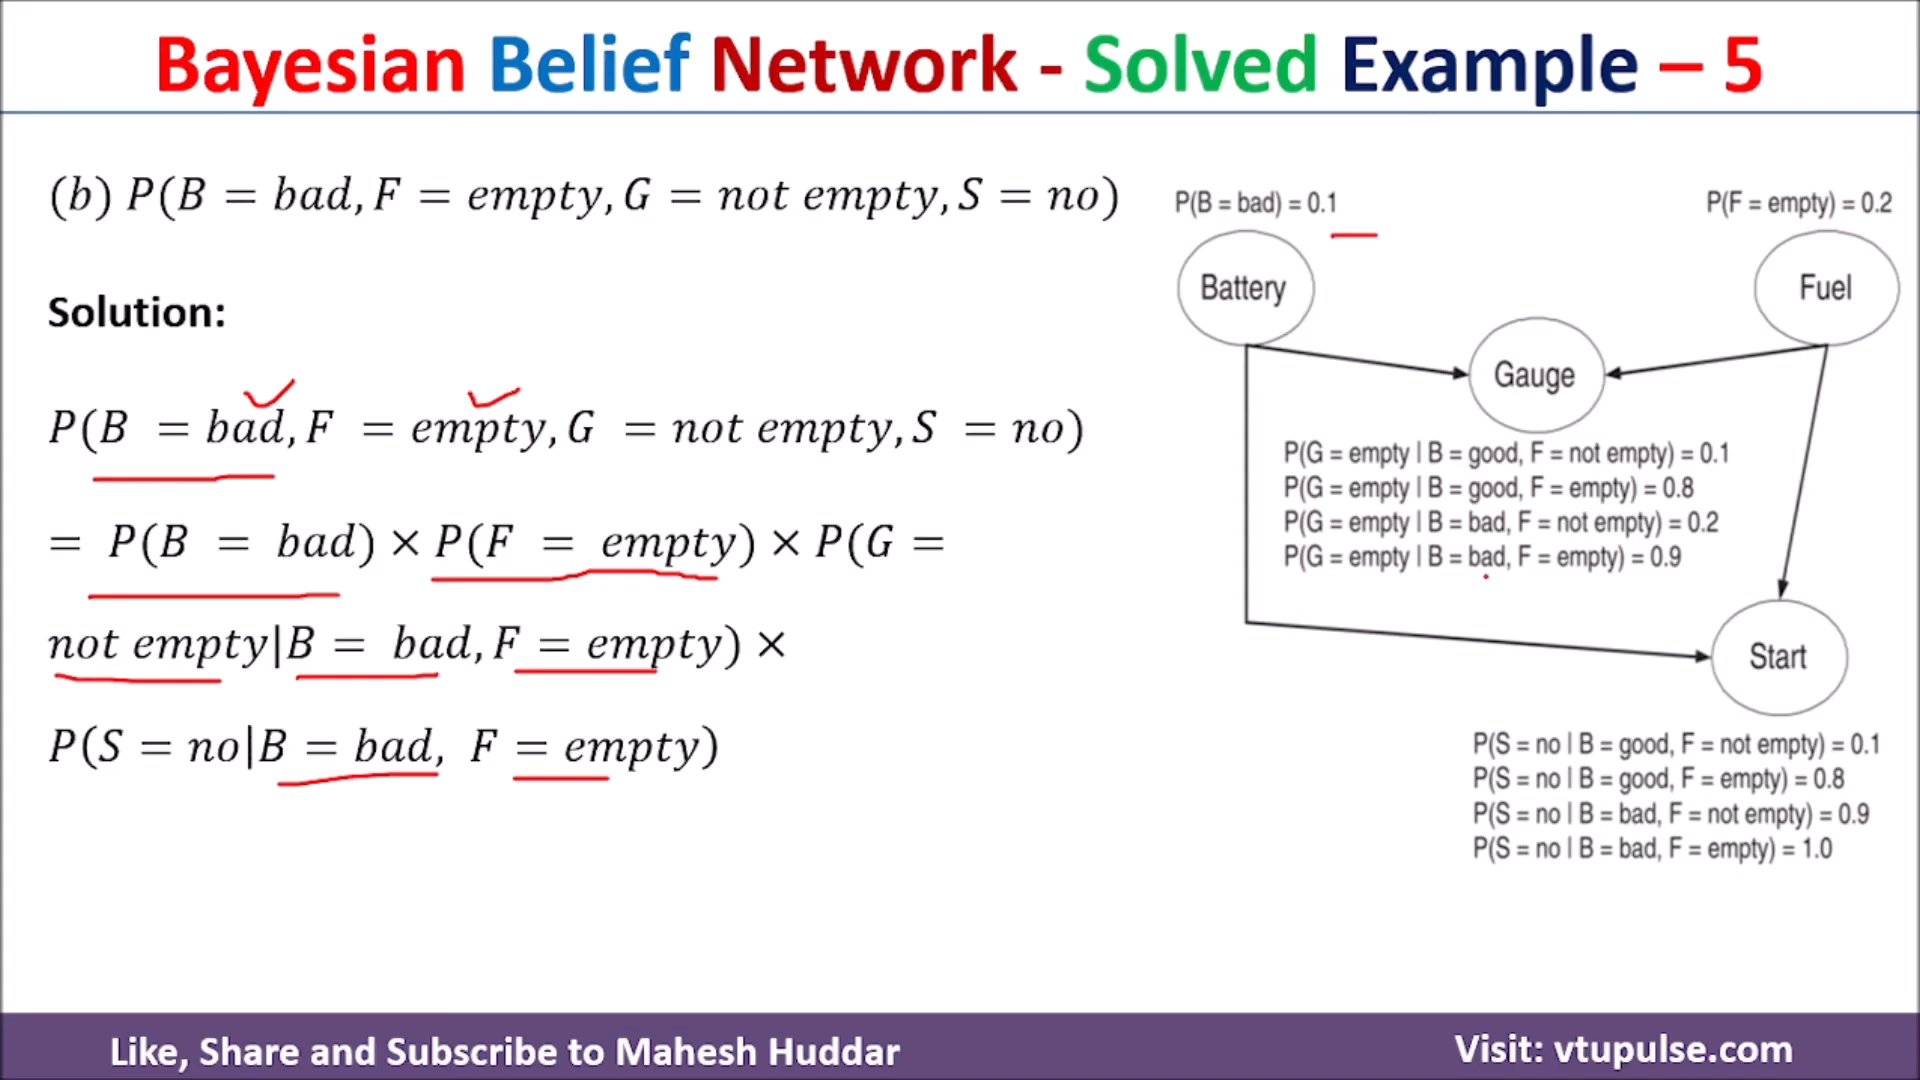 Bayesian Belief Network - Solved Example – 5
(b) P(B = bad, F = empty, G = not empty, S = no)
Solution:
P(B = bad, F = empty, G = not empty, S = no)
= P(B = bad) × P(F = empty) × P(G =
not empty|B = bad, F = empty) ×
P(S = no|B = bad, F = empty)
P(B = bad) = 0.1
P(F = empty) = 0.2
Battery
Fuel
Gauge
P(G = empty | B = good, F = not empty) = 0.1
P(G = empty | B = good, F = empty) = 0.8
P(G = empty | B = bad, F = not empty) = 0.2
P(G = empty | B = bad, F = empty) = 0.9
Start
P(S = no | B = good, F = not empty) = 0.1
P(S = no | B = good, F = empty) = 0.8
P(S = no | B = bad, F = not empty) = 0.9
P(S = no | B = bad, F = empty) = 1.0
Like, Share and Subscribe to Mahesh Huddar
Visit: vtupulse.com